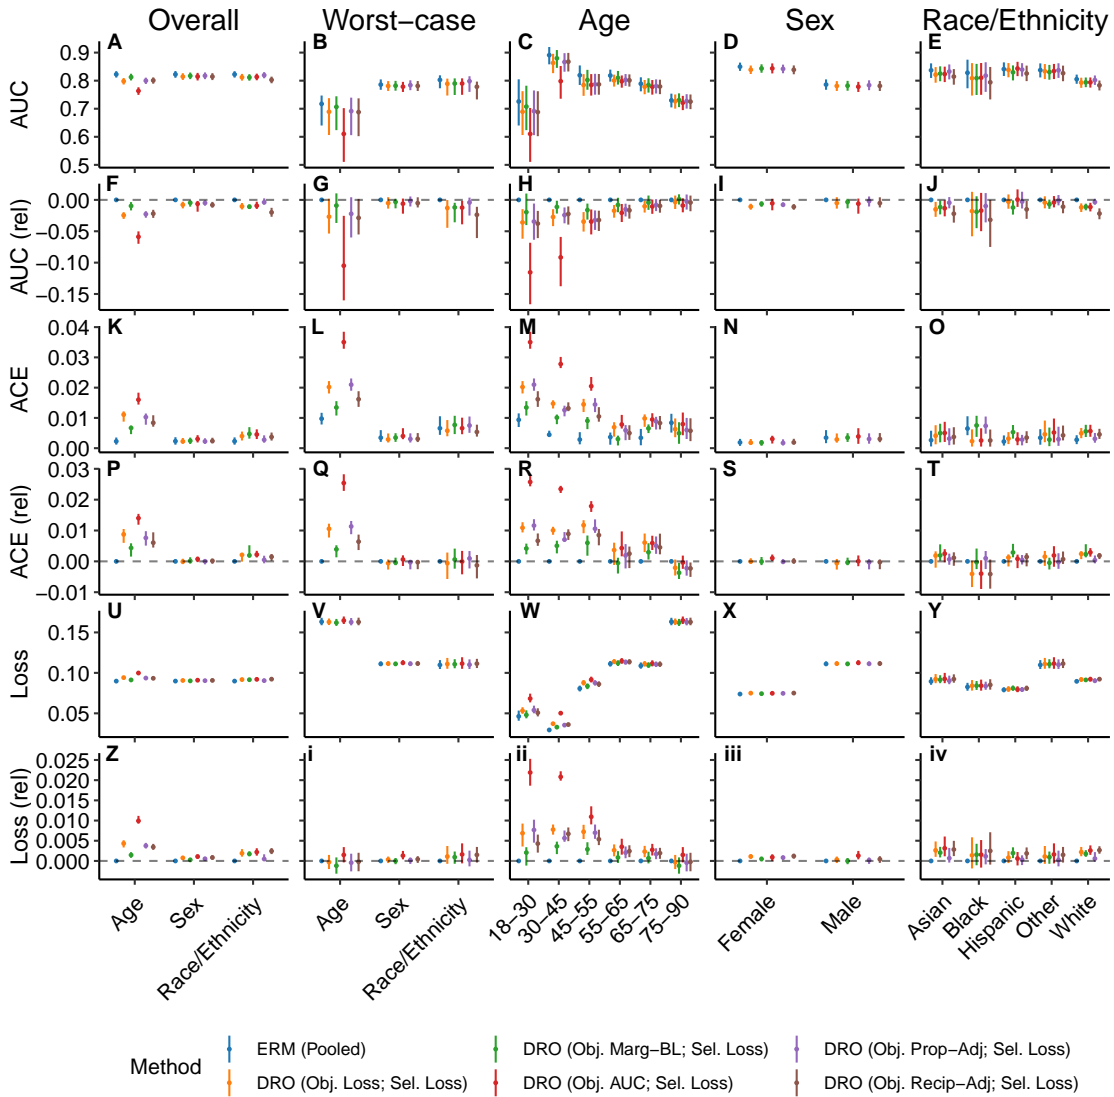 Overall Worst−case Age Sex Race/Ethnicity
A B C D E
AUC
0.9
0.8
0.7
0.6
0.5
F G H I J
AUC (rel)
0.00
−0.05
−0.10
−0.15
K L M N O
ACE
0.04
0.03
0.02
0.01
0.00
P Q R S T
ACE (rel)
0.03
0.02
0.01
0.00
−0.01
U V W X Y
Loss
0.15
0.10
0.05
Z i ii iii iv
Loss (rel)
0.025
0.020
0.015
0.010
0.005
0.000
Age Sex Race/Ethnicity Age Sex Race/Ethnicity 18−30 30−45 45−55 55−65 65−75 75−90 Female Male Asian Black Hispanic Other White
Method
ERM (Pooled) DRO (Obj. Marg−BL; Sel. Loss) DRO (Obj. Prop−Adj; Sel. Loss)
DRO (Obj. Loss; Sel. Loss) DRO (Obj. AUC; Sel. Loss) DRO (Obj. Recip−Adj; Sel. Loss)